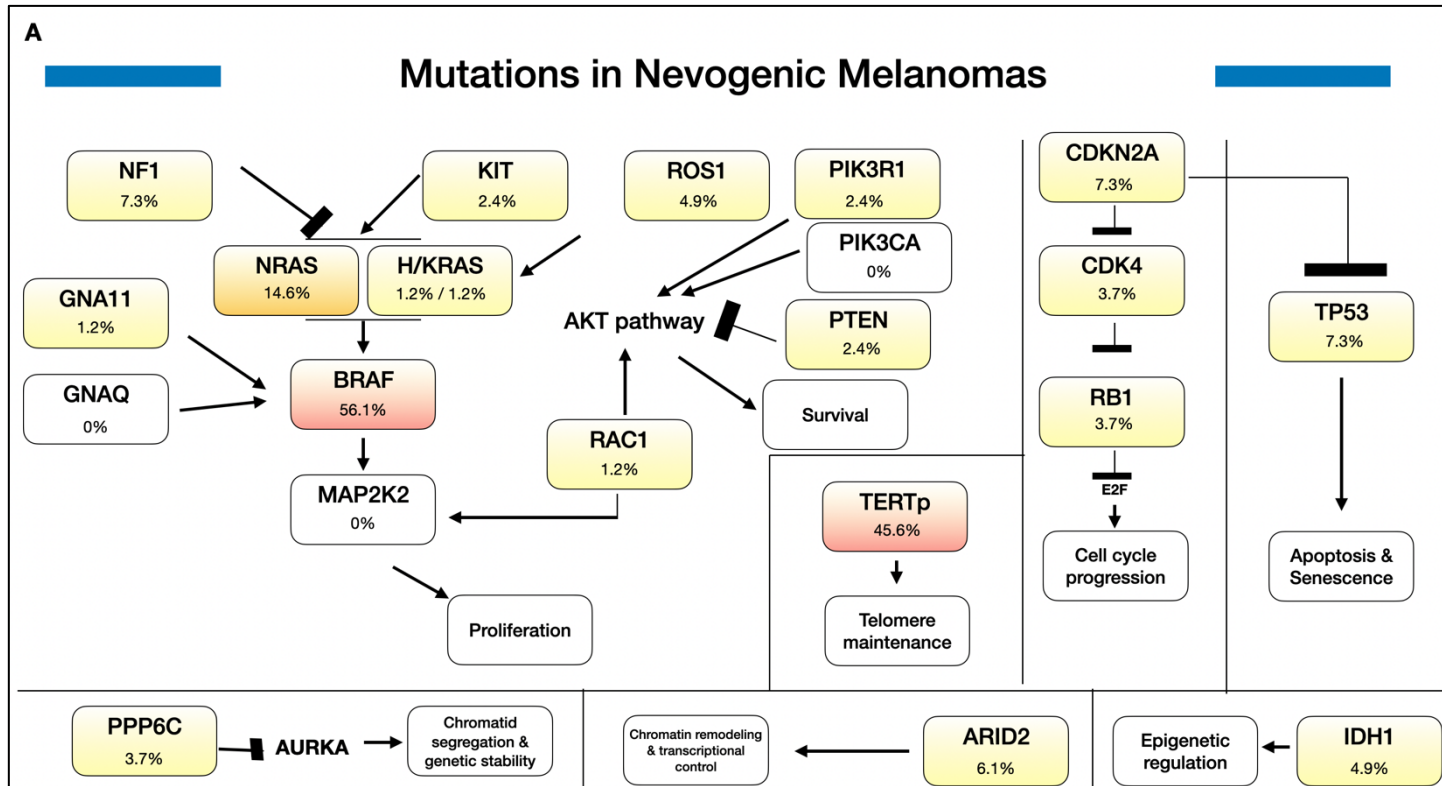 A
Mutations in Nevogenic Melanomas
NF1
7.3%
KIT
2.4%
ROS1
4.9%
PIK3R1
2.4%
PIK3CA
0%
CDKN2A
7.3%
NRAS
14.6%
H/KRAS
1.2% / 1.2%
GNA11
1.2%
GNAQ
0%
BRAF
56.1%
MAP2K2
0%
Proliferation
AKT pathway
PTEN
2.4%
Survival
RAC1
1.2%
CDK4
3.7%
RB1
3.7%
E2F
Cell cycle
progression
TP53
7.3%
Apoptosis &
Senescence
TERTp
45.6%
Telomere
maintenance
PPP6C
3.7%
AURKA
Chromatid
segregation &
genetic stability
Chromatin remodeling
& transcriptional
control
ARID2
6.1%
Epigenetic
regulation
IDH1
4.9%